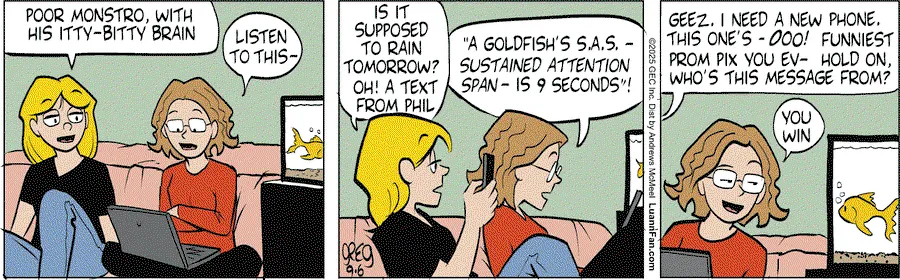 POOR MONSTRO, WITH
HIS ITTY-BITTY BRAIN
LISTEN
TO THIS-
IS IT
SUPPOSED
TO RAIN
TOMORROW?
OH! A TEXT
FROM PHIL
"A GOLDFISH'S S.A.S. -
SUSTAINED ATTENTION
SPAN - IS 9 SECONDS"!
GREG
9-6
©2025 GEC Inc. Dist by Andrews McMeel LuannFan.com
GEEZ. I NEED A NEW PHONE.
THIS ONE'S - OOO! FUNNIEST
PROM PIX YOU EV- HOLD ON,
WHO'S THIS MESSAGE FROM?
YOU
WIN